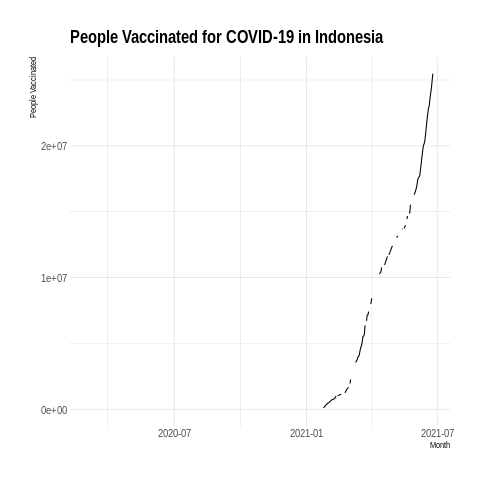 People Vaccinated for COVID-19 in Indonesia
People Vaccinated
2e+07
1e+07
0e+00
2020-07
2021-01
2021-07
Month